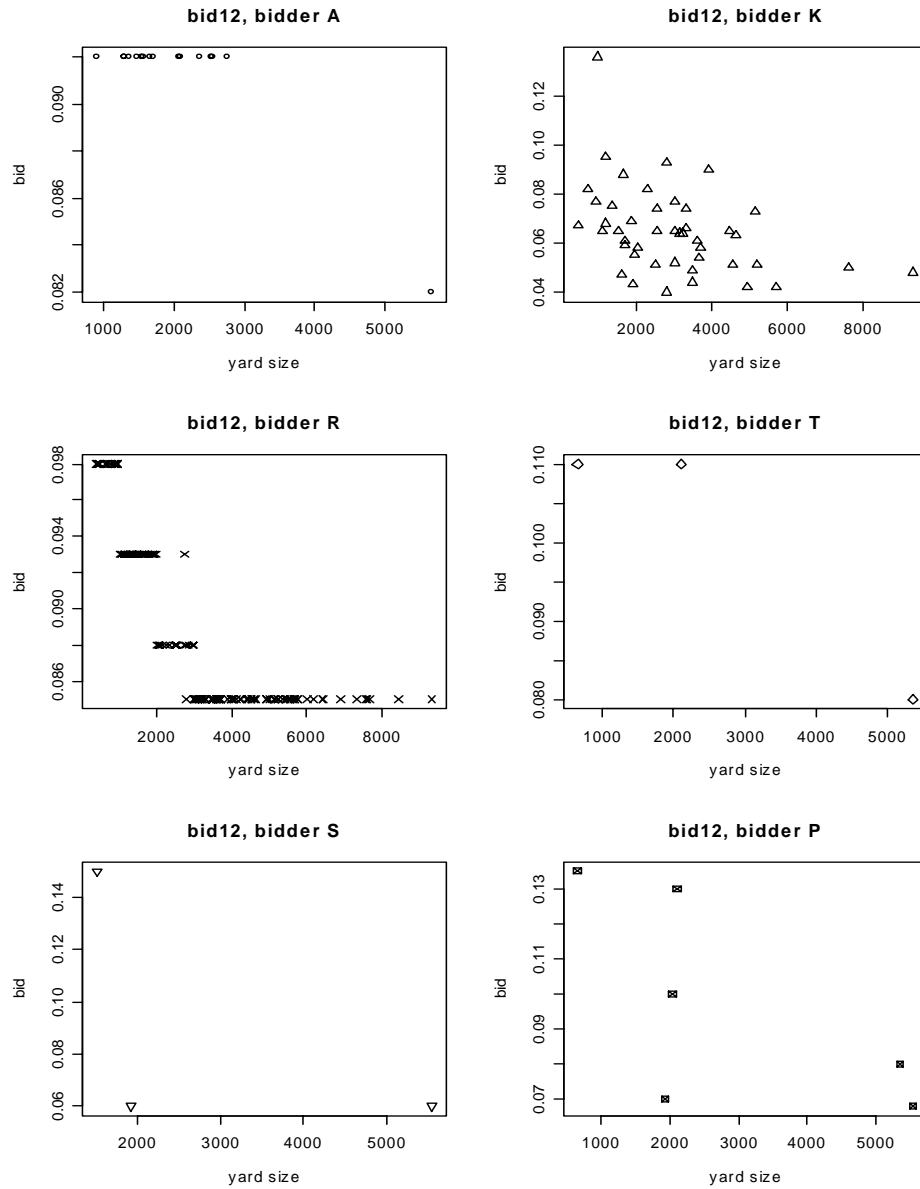 bid12, bidder A
bid
0.082 0.086 0.090
1000 2000 3000 4000 5000
yard size
bid12, bidder K
bid
0.04 0.06 0.08 0.10 0.12
2000 4000 6000 8000
yard size
bid12, bidder R
bid
0.086 0.090 0.094 0.098
2000 4000 6000 8000
yard size
bid12, bidder T
bid
0.080 0.090 0.100 0.110
1000 2000 3000 4000 5000
yard size
bid12, bidder S
bid
0.06 0.10 0.14
2000 3000 4000 5000
yard size
bid12, bidder P
bid
0.07 0.09 0.11 0.13
1000 2000 3000 4000 5000
yard size